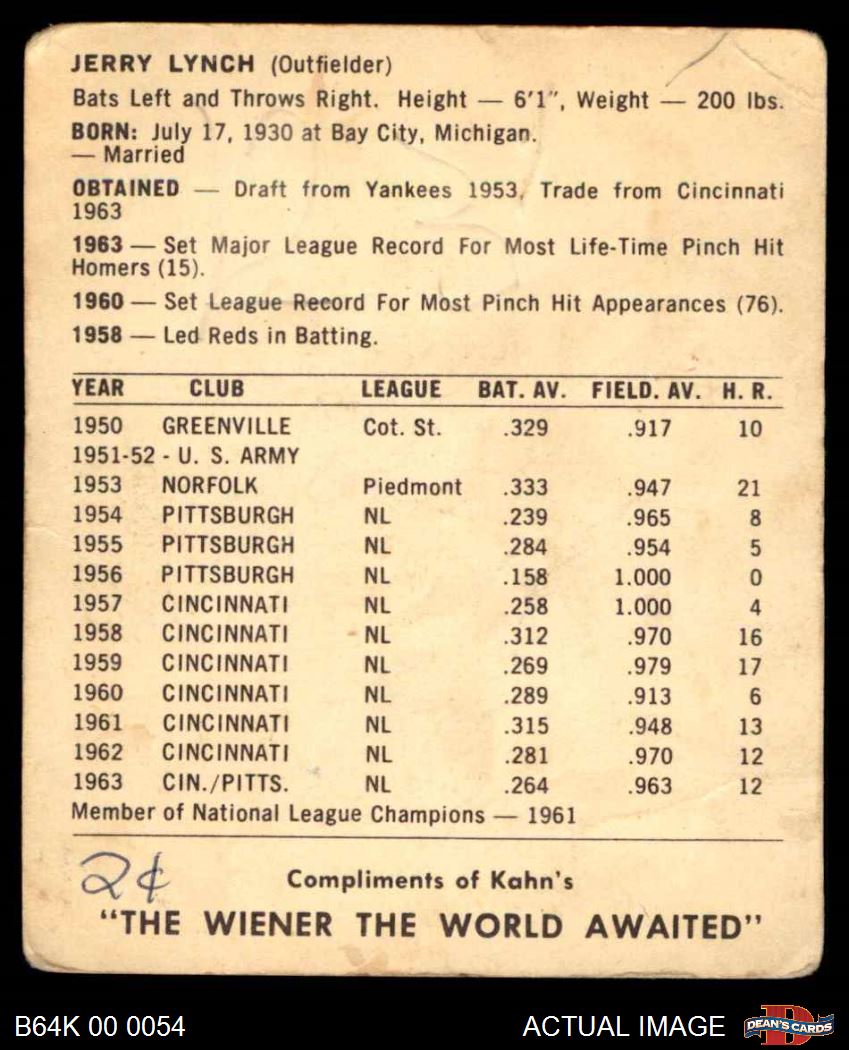 JERRY LYNCH (Outfielder)
Bats Left and Throws Right. Height — 6'1", Weight — 200 lbs.
BORN: July 17, 1930 at Bay City, Michigan.
— Married
OBTAINED — Draft from Yankees 1953, Trade from Cincinnati
1963
1963 — Set Major League Record For Most Life-Time Pinch Hit
Homers (15).
1960 — Set League Record For Most Pinch Hit Appearances (76).
1958 — Led Reds in Batting.
YEAR CLUB LEAGUE BAT. AV. FIELD. AV. H. R.
1950 GREENVILLE Cot. St. .329 .917 10
1951-52 - U. S. ARMY
1953 NORFOLK Piedmont .333 .947 21
1954 PITTSBURGH NL .239 .965 8
1955 PITTSBURGH NL .284 .954 5
1956 PITTSBURGH NL .158 1.000 0
1957 CINCINNATI NL .258 1.000 4
1958 CINCINNATI NL .312 .970 16
1959 CINCINNATI NL .269 .979 17
1960 CINCINNATI NL .289 .913 6
1961 CINCINNATI NL .315 .948 13
1962 CINCINNATI NL .281 .970 12
1963 CIN./PITTS. NL .264 .963 12
Member of National League Champions — 1961
2¢
Compliments of Kahn's
"THE WIENER THE WORLD AWAITED"
B64K 00 0054 ACTUAL IMAGE DEAN'S CARDS